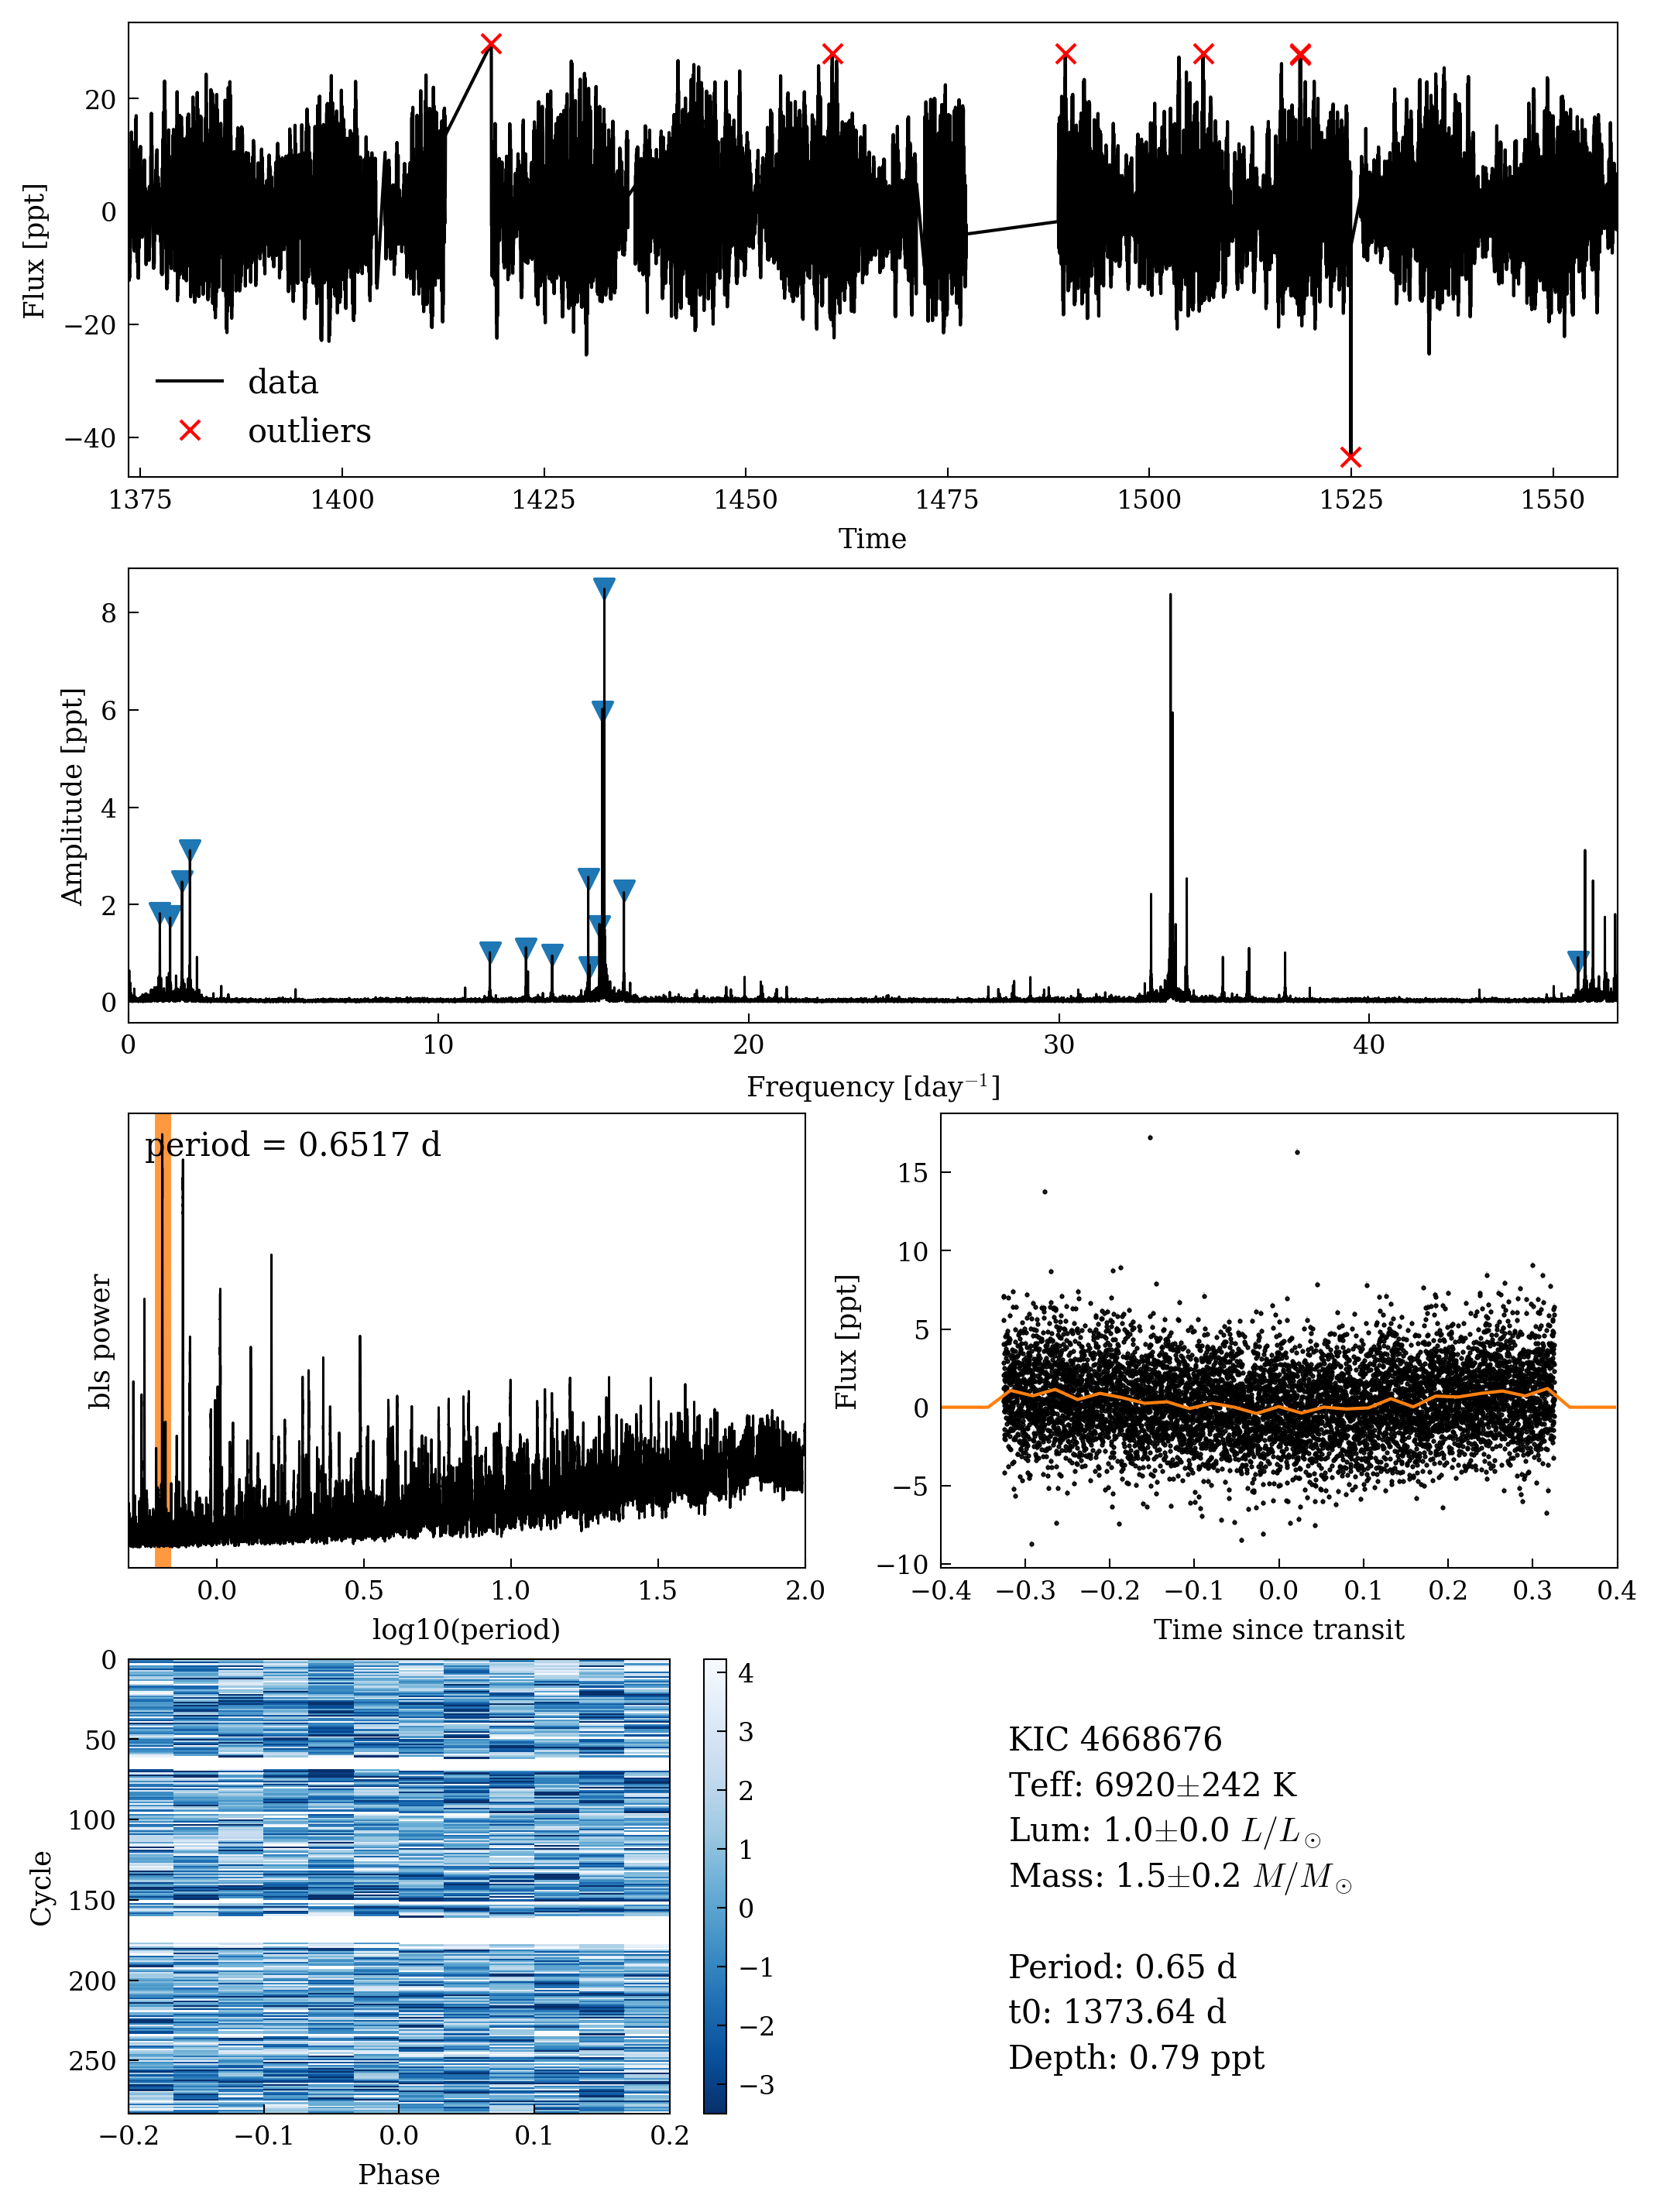 20
0
−20
−40
Flux [ppt]
data
outliers
1375 1400 1425 1450 1475 1500 1525 1550
Time
8
6
4
2
0
Amplitude [ppt]
0 10 20 30 40
Frequency [day⁻¹]
period = 0.6517 d
bls power
0.0 0.5 1.0 1.5 2.0
log10(period)
15
10
5
0
−5
−10
Flux [ppt]
−0.4 −0.3 −0.2 −0.1 0.0 0.1 0.2 0.3 0.4
Time since transit
0
50
100
150
200
250
Cycle
−0.2 −0.1 0.0 0.1 0.2
Phase
4
3
2
1
0
−1
−2
−3
KIC 4668676
Teff: 6920±242 K
Lum: 1.0±0.0 L/L⊙
Mass: 1.5±0.2 M/M⊙
Period: 0.65 d
t0: 1373.64 d
Depth: 0.79 ppt